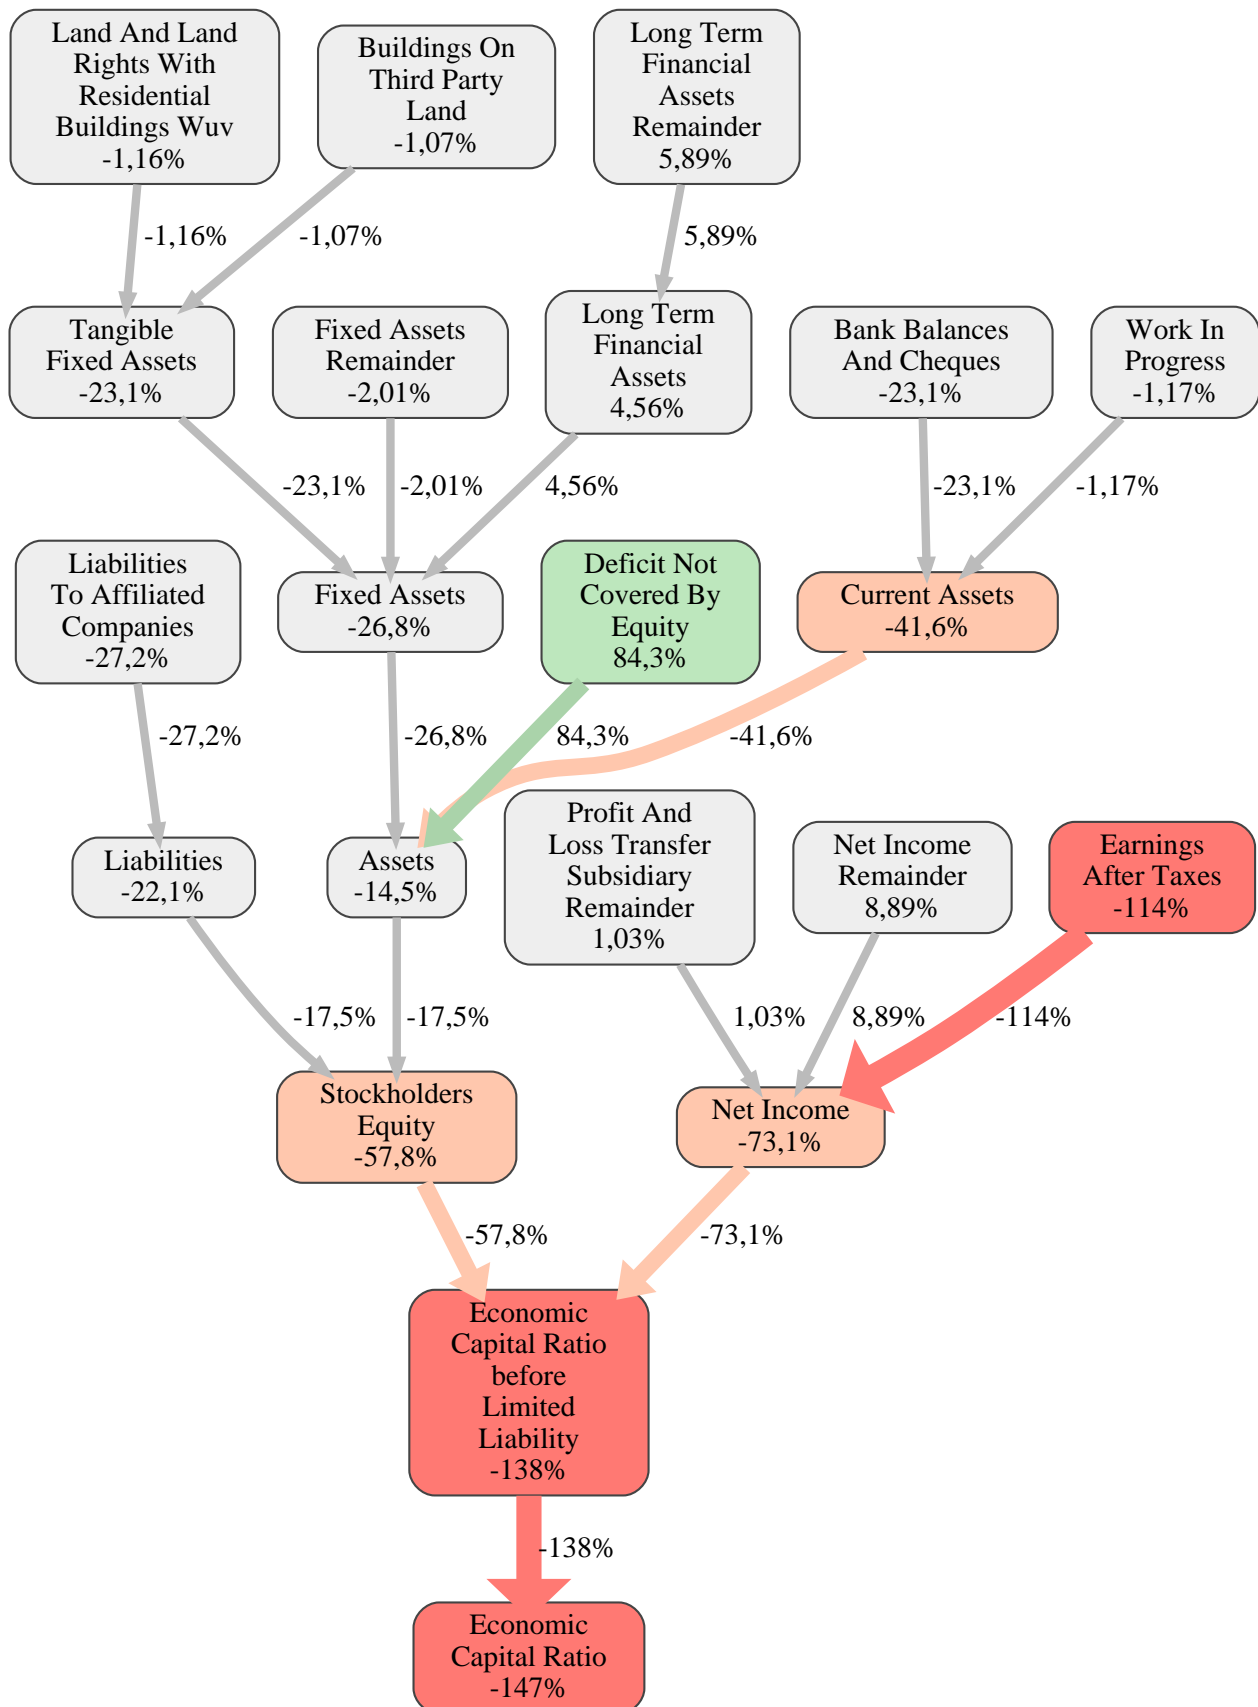 Land And Land
Rights With
Residential
Buildings Wuv
-1,16%
Buildings On
Third Party
Land
-1,07%
Long Term
Financial
Assets
Remainder
5,89%
-1,16%
-1,07%
5,89%
Tangible
Fixed Assets
-23,1%
Fixed Assets
Remainder
-2,01%
Long Term
Financial
Assets
4,56%
Bank Balances
And Cheques
-23,1%
Work In
Progress
-1,17%
-23,1%
-2,01%
4,56%
-23,1%
-1,17%
Liabilities
To Affiliated
Companies
-27,2%
Fixed Assets
-26,8%
Deficit Not
Covered By
Equity
84,3%
Current Assets
-41,6%
-27,2%
-26,8%
84,3%
-41,6%
Liabilities
-22,1%
Assets
-14,5%
Profit And
Loss Transfer
Subsidiary
Remainder
1,03%
Net Income
Remainder
8,89%
Earnings
After Taxes
-114%
-17,5%
-17,5%
1,03%
8,89%
-114%
Stockholders
Equity
-57,8%
Net Income
-73,1%
-57,8%
-73,1%
Economic
Capital Ratio
before
Limited
Liability
-138%
-138%
Economic
Capital Ratio
-147%